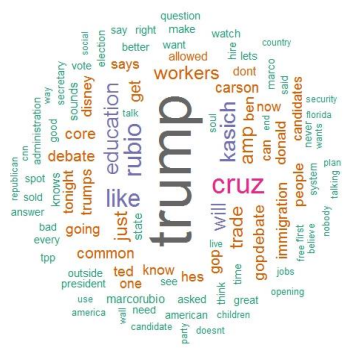 question
say right make
social election better want watch country
vote says allowed hire lets
way secretary sounds disney get workers dont marco said security
administration good core education rubio trump carson ben now candidates never florida
talk soul kasich amp can end donald wants
republican cnn knows debate tonight trumps like cruz
spot sold going just state will trade people system plan
answer gop gopdebate immigration talking
bad every common live nobody
tpp ted know hes free first believe
outside one see think time jobs
president marcorubio asked great opening
use wall need american children
america candidate party doesnt